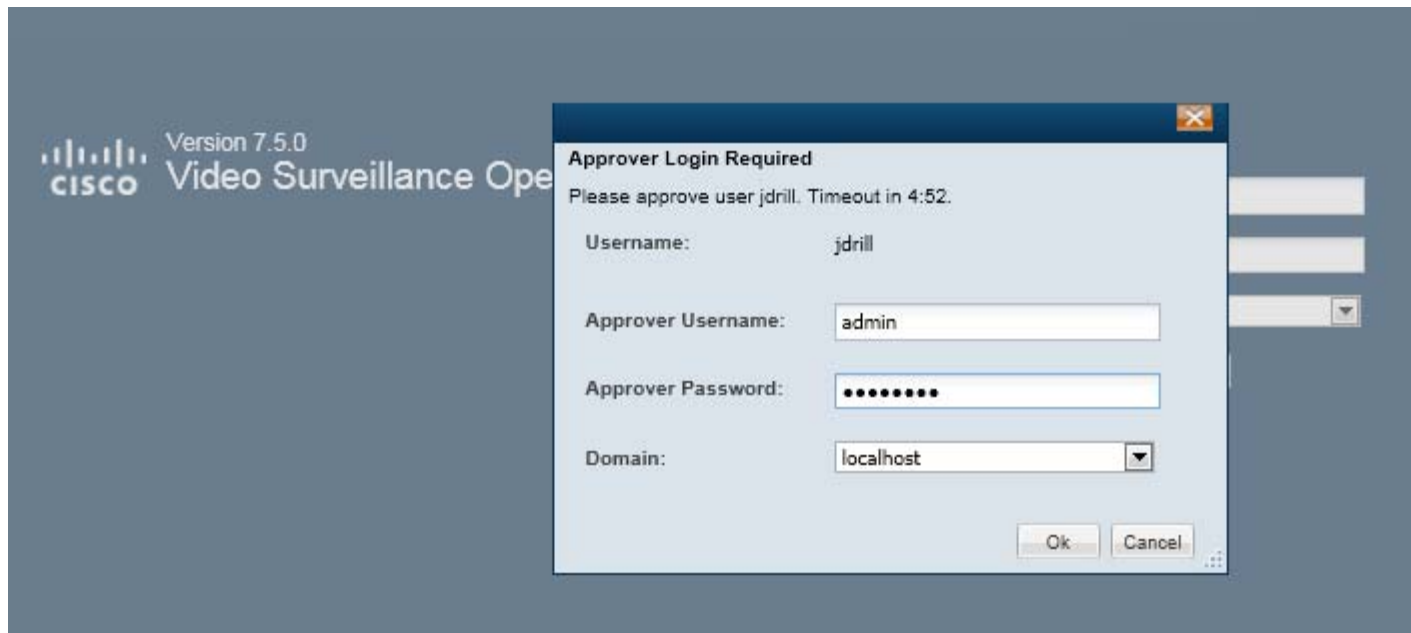 Version 7.5.0
CISCO Video Surveillance Ope
Approver Login Required
Please approve user jdrill. Timeout in 4:52.
Username: jdrill
Approver Username: admin
Approver Password: ••••••••
Domain: localhost
Ok Cancel